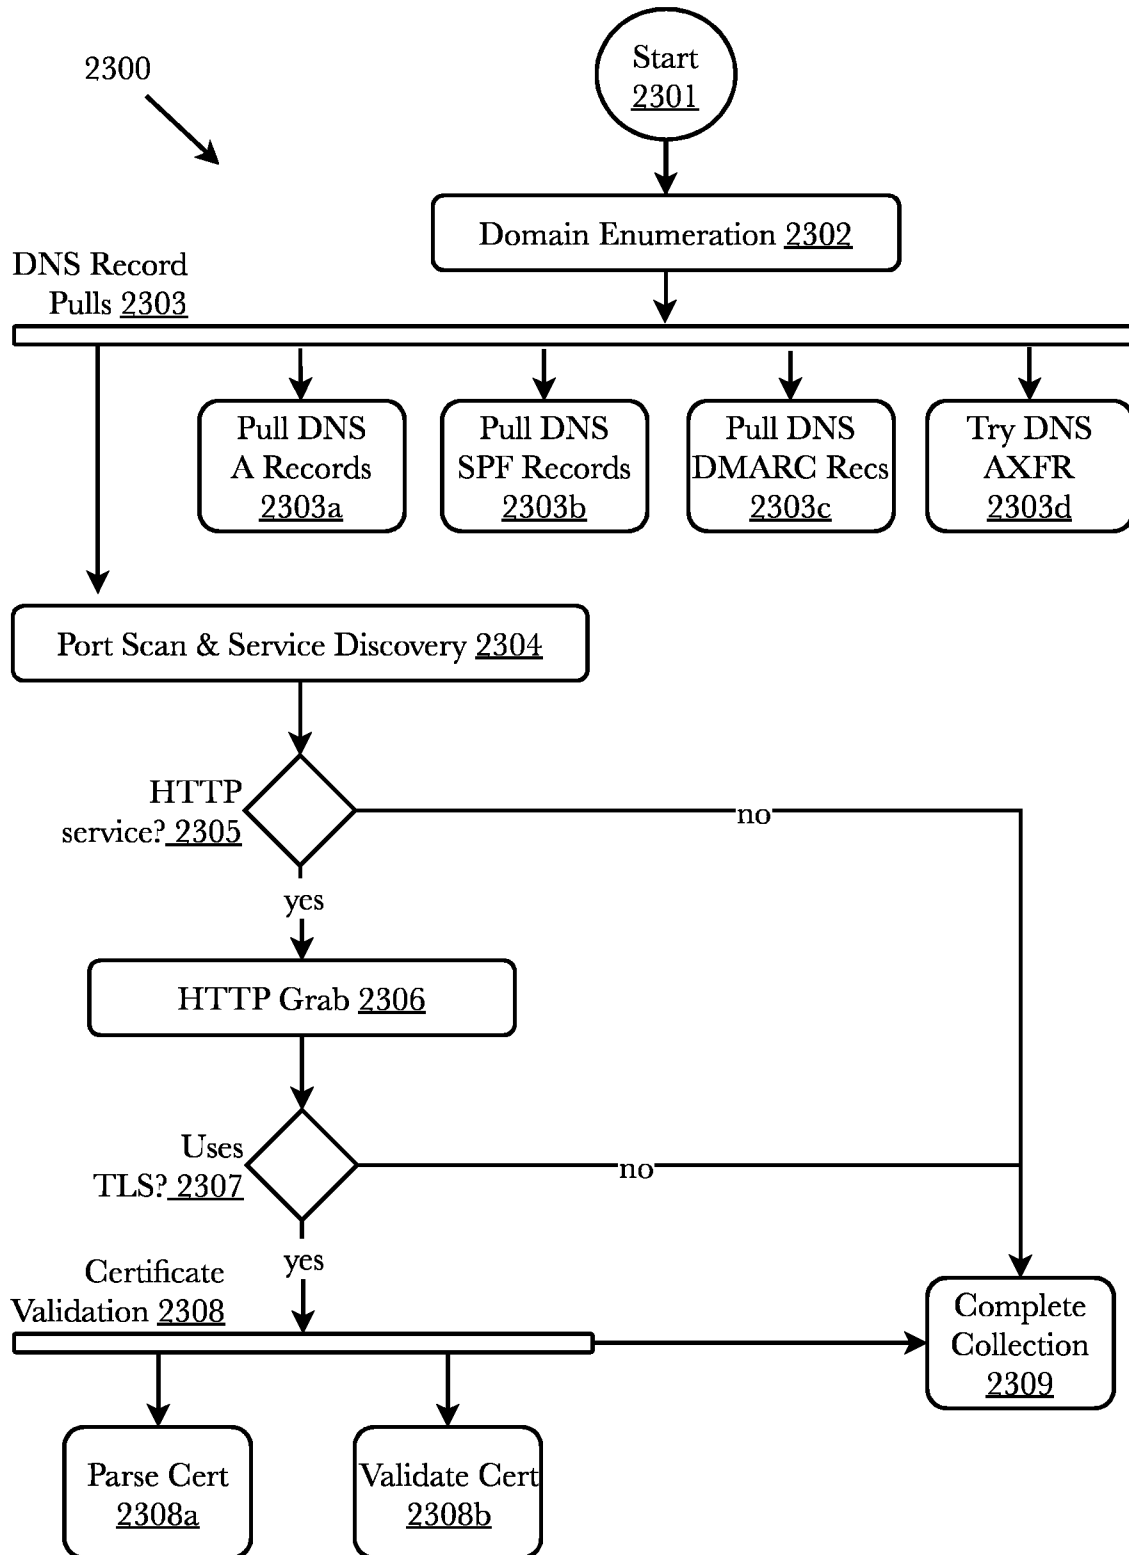 2300
Start
2301
Domain Enumeration 2302
DNS Record
Pulls 2303
Pull DNS
A Records
2303a
Pull DNS
SPF Records
2303b
Pull DNS
DMARC Recs
2303c
Try DNS
AXFR
2303d
Port Scan & Service Discovery 2304
HTTP
service? 2305
no
yes
HTTP Grab 2306
Uses
TLS? 2307
no
yes
Certificate
Validation 2308
Complete
Collection
2309
Parse Cert
2308a
Validate Cert
2308b